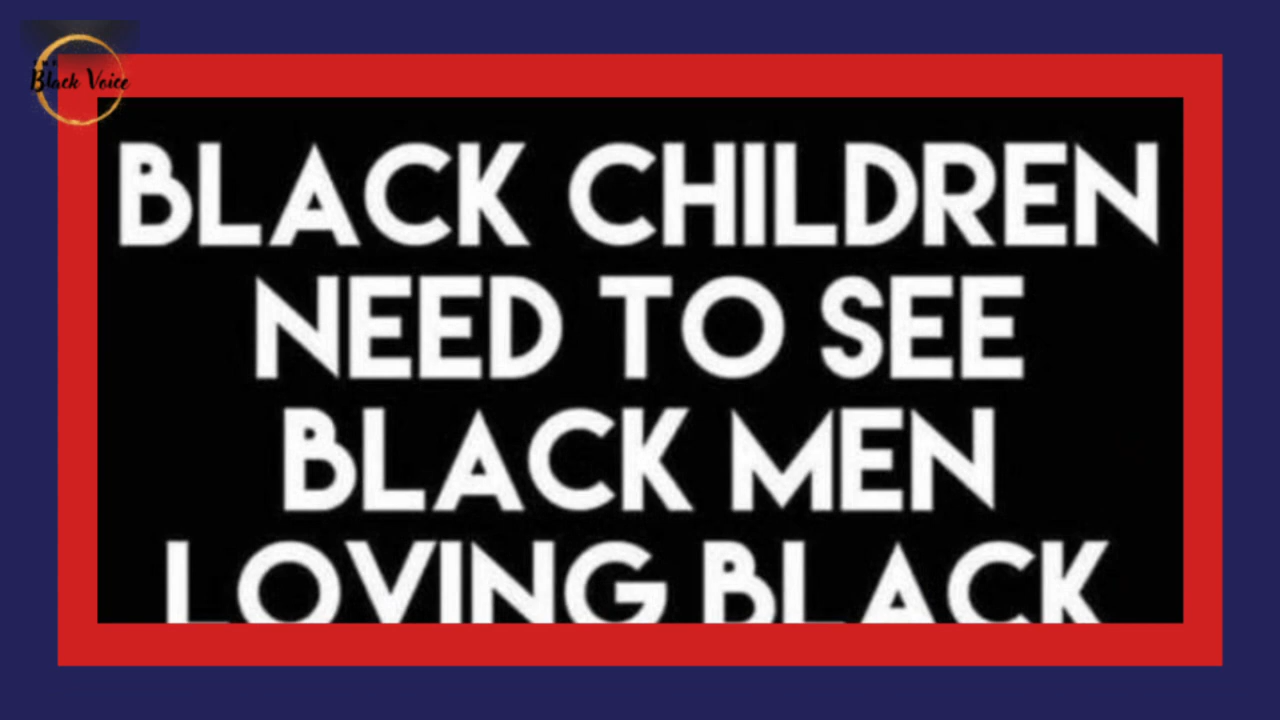 Black Voice
BLACK CHILDREN
NEED TO SEE
BLACK MEN
LOVING BLACK